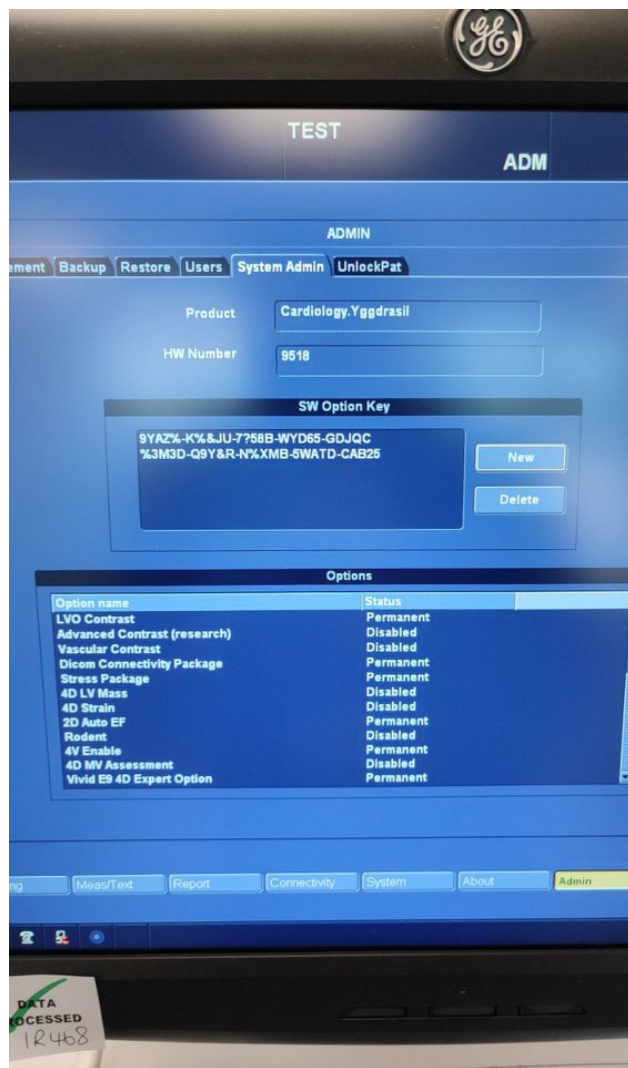 GE
TEST
ADM
ADMIN
ement Backup Restore Users System Admin UnlockPat
Product Cardiology.Yggdrasil
HW Number 9518
SW Option Key
9YAZ%-K%&JU-7?58B-WYD65-GDJQC
%3M3D-Q9Y&R-N%XMB-5WATD-CAB25
New
Delete
Options
Option name Status
LVO Contrast Permanent
Advanced Contrast (research) Disabled
Vascular Contrast Disabled
Dicom Connectivity Package Permanent
Stress Package Permanent
4D LV Mass Disabled
4D Strain Disabled
2D Auto EF Permanent
Rodent Disabled
4V Enable Permanent
4D MV Assessment Disabled
Vivid E9 4D Expert Option Permanent
ng Meas/Text Report Connectivity System About Admin
DATA
OCESSED
IR468